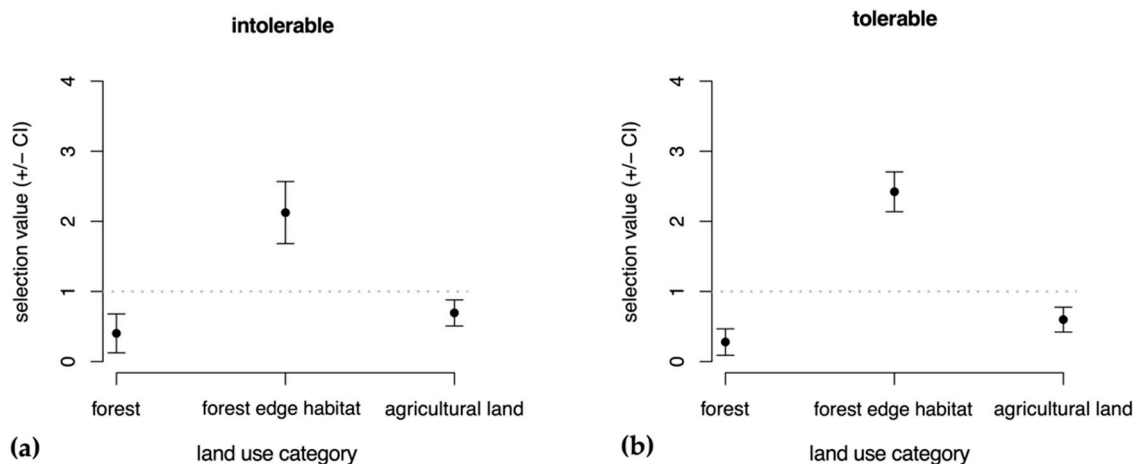 intolerable
selection value (+/− CI)
4
3
2
1
0
forest
forest edge habitat
agricultural land
(a)
land use category
tolerable
selection value (+/− CI)
4
3
2
1
0
forest
forest edge habitat
agricultural land
(b)
land use category